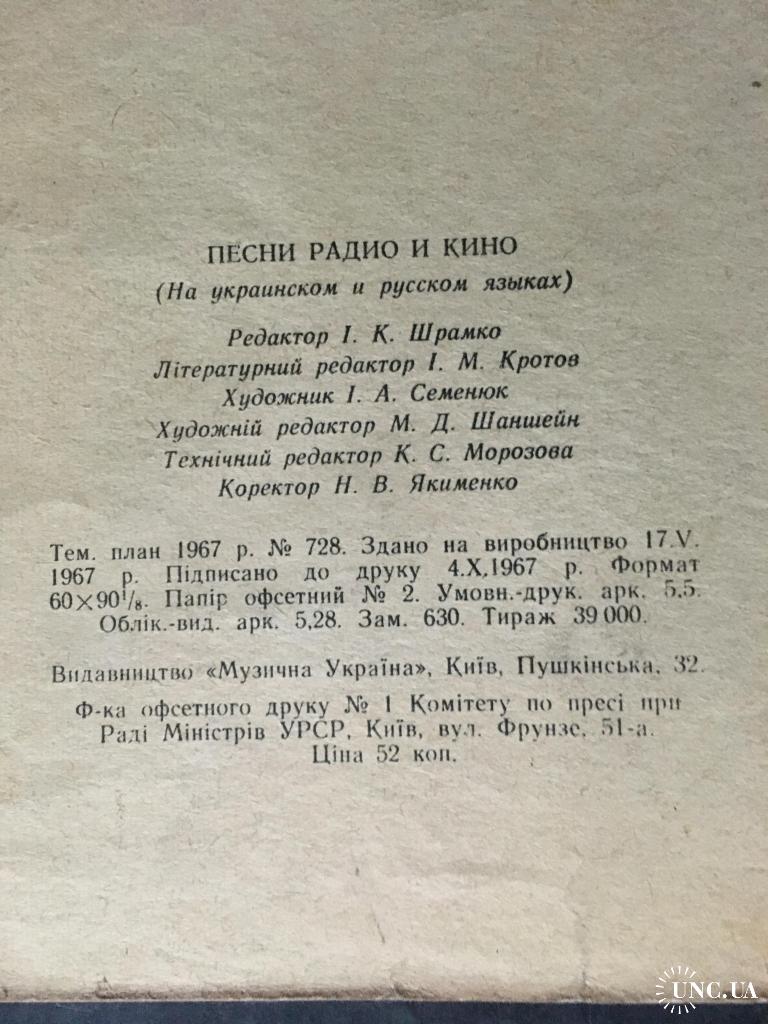 ПЕСНИ РАДИО И КИНО
(На украинском и русском языках)
Редактор І. К. Шрамко
Літературний редактор І. М. Кротов
Художник І. А. Семенюк
Художній редактор М. Д. Шаншейн
Технічний редактор К. С. Морозова
Коректор Н. В. Якименко
Тем. план 1967 р. № 728. Здано на виробництво 17.V.
1967 р. Підписано до друку 4.X.1967 р. Формат
60×90¹/₈. Папір офсетний № 2. Умовн.-друк. арк. 5,5.
Облік.-вид. арк. 5,28. Зам. 630. Тираж 39 000.
Видавництво «Музична Україна», Київ, Пушкінська, 32.
Ф-ка офсетного друку № 1 Комітету по пресі при
Раді Міністрів УРСР, Київ, вул. Фрунзе, 51-а.
Ціна 52 коп.
UNC.UA